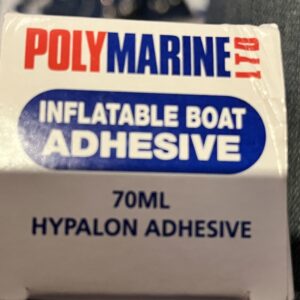 POLYMARINE LTD
INFLATABLE BOAT
ADHESIVE
70ML
HYPALON ADHESIVE